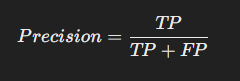 Precision = TP / (TP + FP)